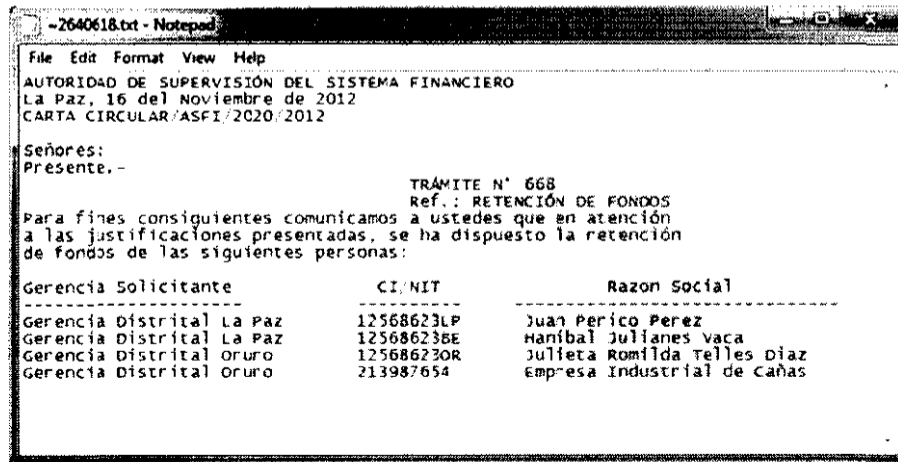 ~2640618.txt - Notepad
File Edit Format View Help
AUTORIDAD DE SUPERVISIÓN DEL SISTEMA FINANCIERO
La Paz, 16 del Noviembre de 2012
CARTA CIRCULAR/ASFI/2020/2012
Señores:
Presente.-
TRÁMITE N° 668
Ref.: RETENCIÓN DE FONDOS
Para fines consiguientes comunicamos a ustedes que en atención
a las justificaciones presentadas, se ha dispuesto la retención
de fondos de las siguientes personas:
Gerencia Solicitante CI/NIT Razon Social
Gerencia Distrital La Paz 12568623LP Juan Perico Perez
Gerencia Distrital La Paz 12568623BE Hanibal Julianes Vaca
Gerencia Distrital Oruro 12568623OR Julieta Romilda Telles Diaz
Gerencia Distrital Oruro 213987654 Empresa Industrial de Cañas